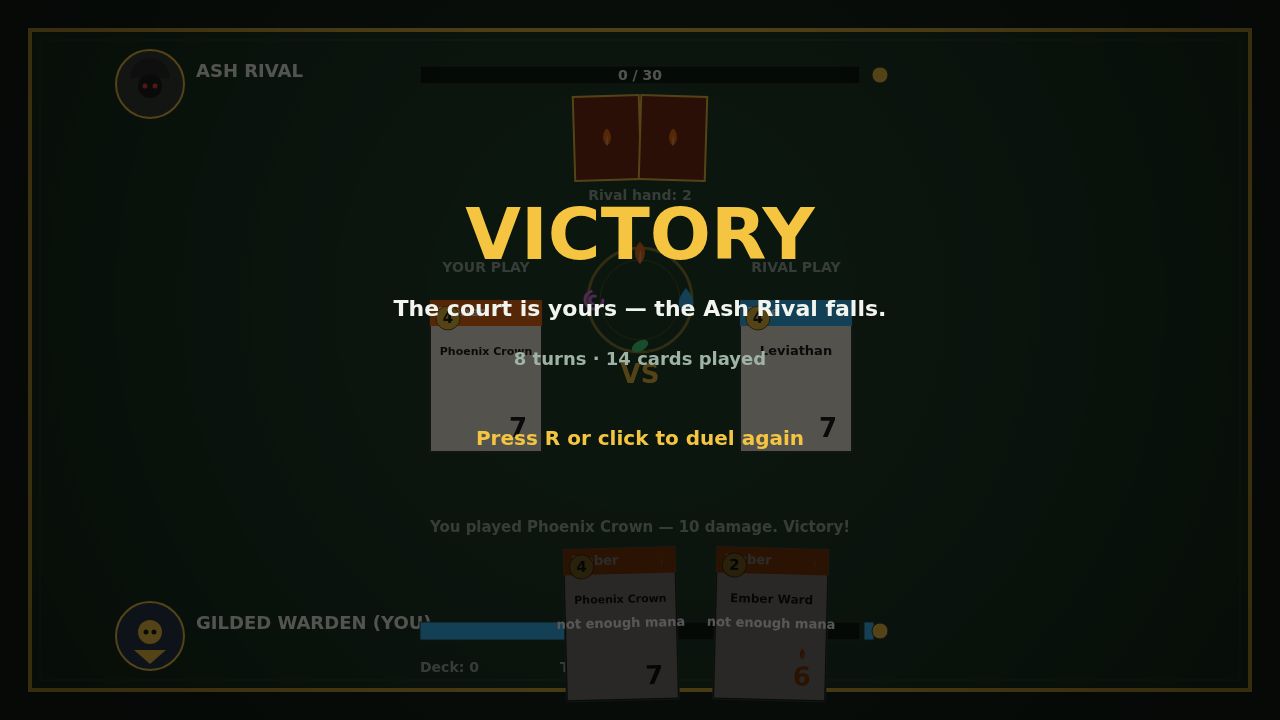 ASH RIVAL
0 / 30
Rival hand: 2
VICTORY
YOUR PLAY
RIVAL PLAY
The court is yours — the Ash Rival falls.
4
4
Phoenix Crown
Leviathan
8 turns · 14 cards played
VS
7
7
Press R or click to duel again
You played Phoenix Crown — 10 damage. Victory!
4
2
Phoenix Crown
Ember Ward
GILDED WARDEN (YOU)
not enough mana
not enough mana
Deck: 0
7
6